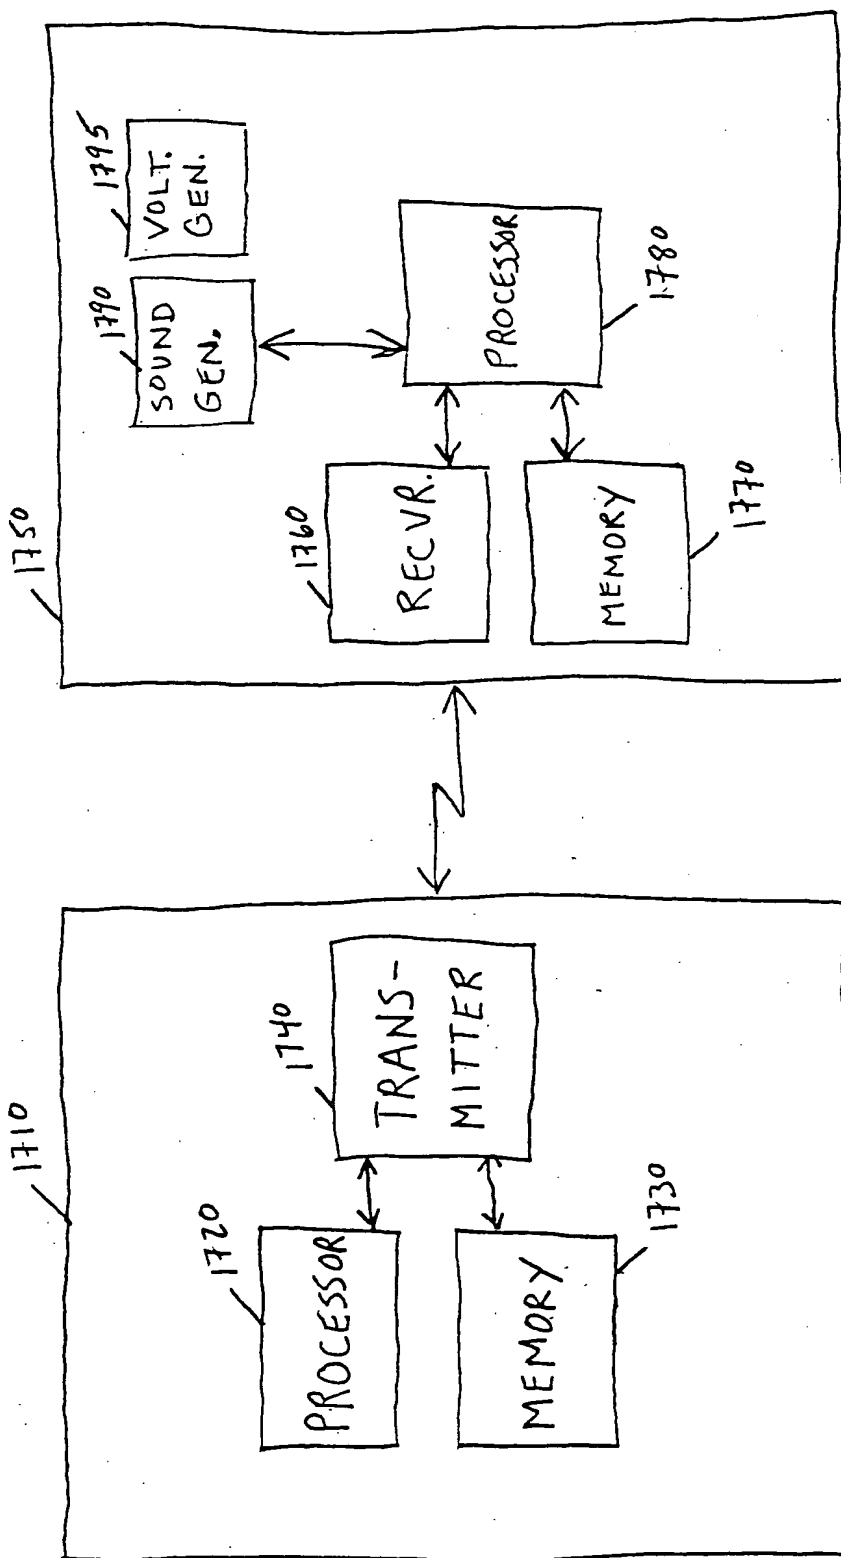 1710
1720
PROCESSOR
MEMORY
1730
1740
TRANS-
MITTER
1750
1760
RECVR.
MEMORY
1770
1790
SOUND
GEN.
1795
VOLT.
GEN.
PROCESSOR
1780